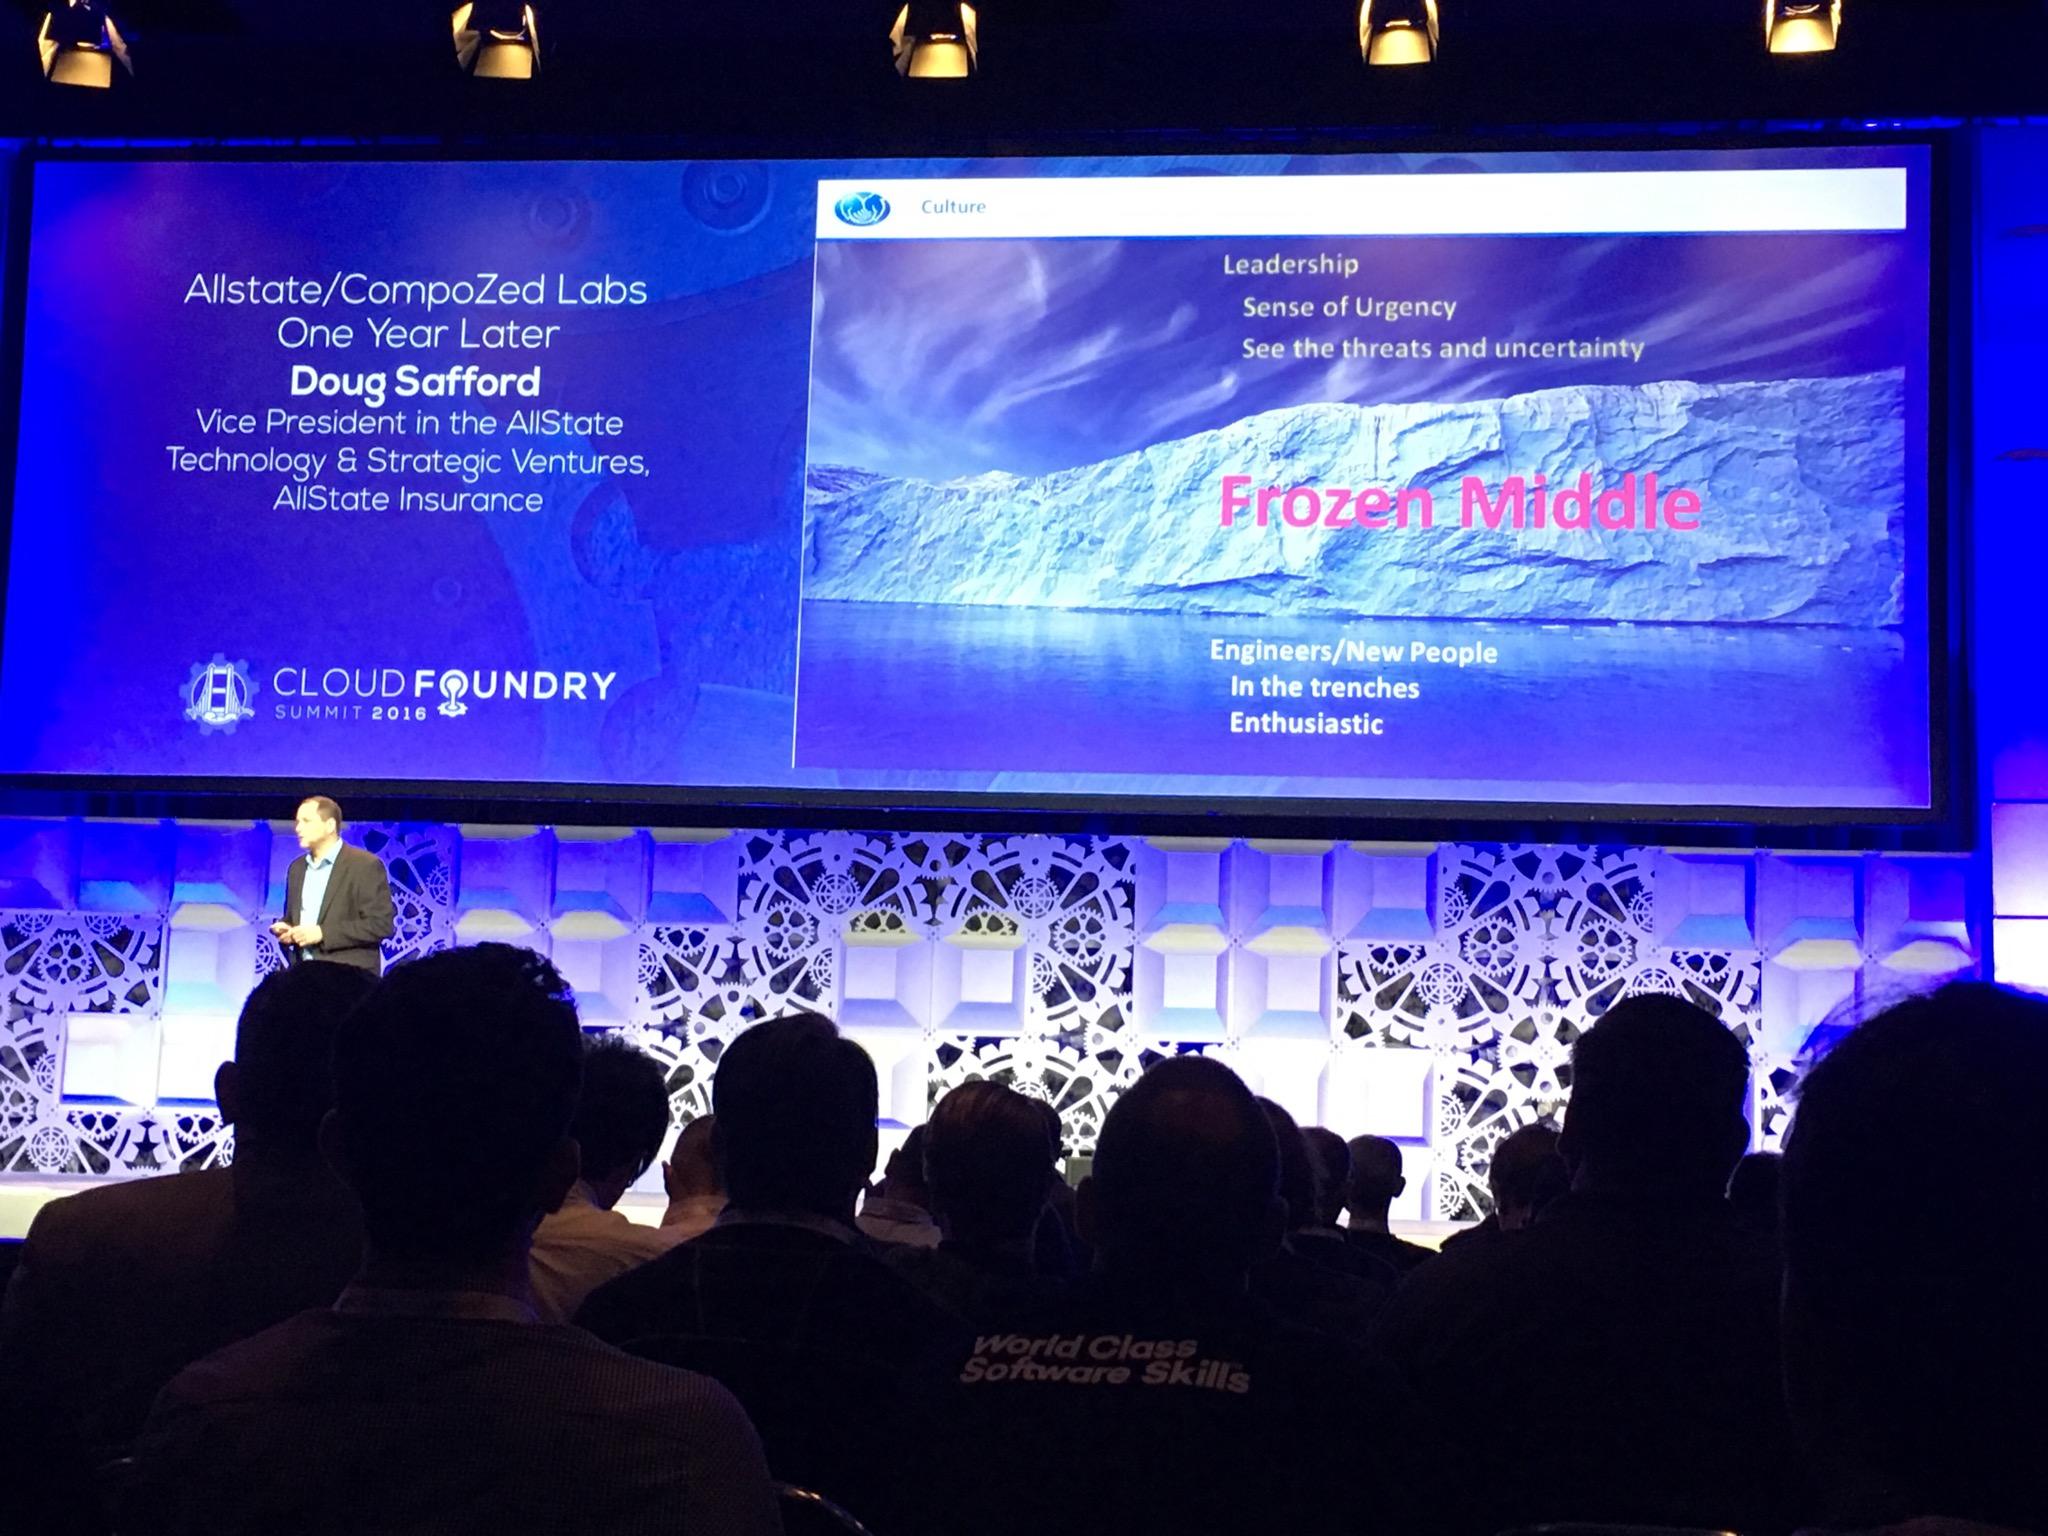 Allstate/CompoZed Labs
One Year Later
Doug Safford
Vice President in the AllState
Technology & Strategic Ventures,
AllState Insurance
CLOUD FOUNDRY
SUMMIT 2016
Culture
Leadership
Sense of Urgency
See the threats and uncertainty
Frozen Middle
Engineers/New People
In the trenches
Enthusiastic
World Class
Software Skills